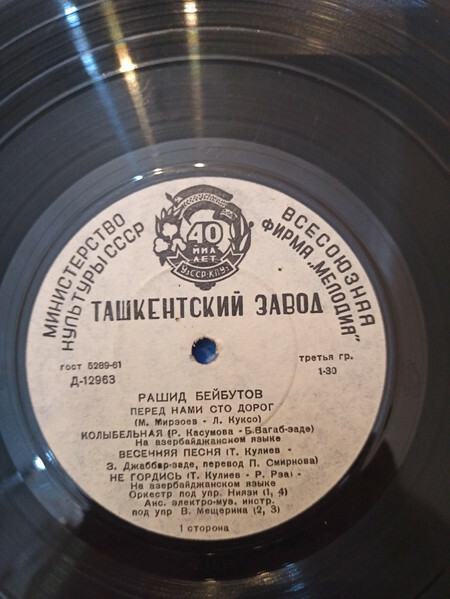 МИНИСТЕРСТВО
КУЛЬТУРЫ СССР
ВСЕСОЮЗНАЯ
ФИРМА „МЕЛОДИЯ"
40
ЛЕТ
УзССР-КПУз
ТАШКЕНТСКИЙ ЗАВОД
гост 5289-61
Д-12963
третья гр.
1-30
РАШИД БЕЙБУТОВ
ПЕРЕД НАМИ СТО ДОРОГ
(М. Мирзоев - Л. Куксо)
КОЛЫБЕЛЬНАЯ (Р. Касумова - Б.Вагаб-заде)
На азербайджанском языке
ВЕСЕННЯЯ ПЕСНЯ (Т. Кулиев -
З. Джаббар-заде, перевод П. Смирнова)
НЕ ГОРДИСЬ (Т. Кулиев - Р. Рза)-
На азербайджанском языке
Оркестр под упр. Ниязи (1, 4)
Анс. электро-муз. инстр.
под упр В. Мещерина (2, 3)
1 сторона